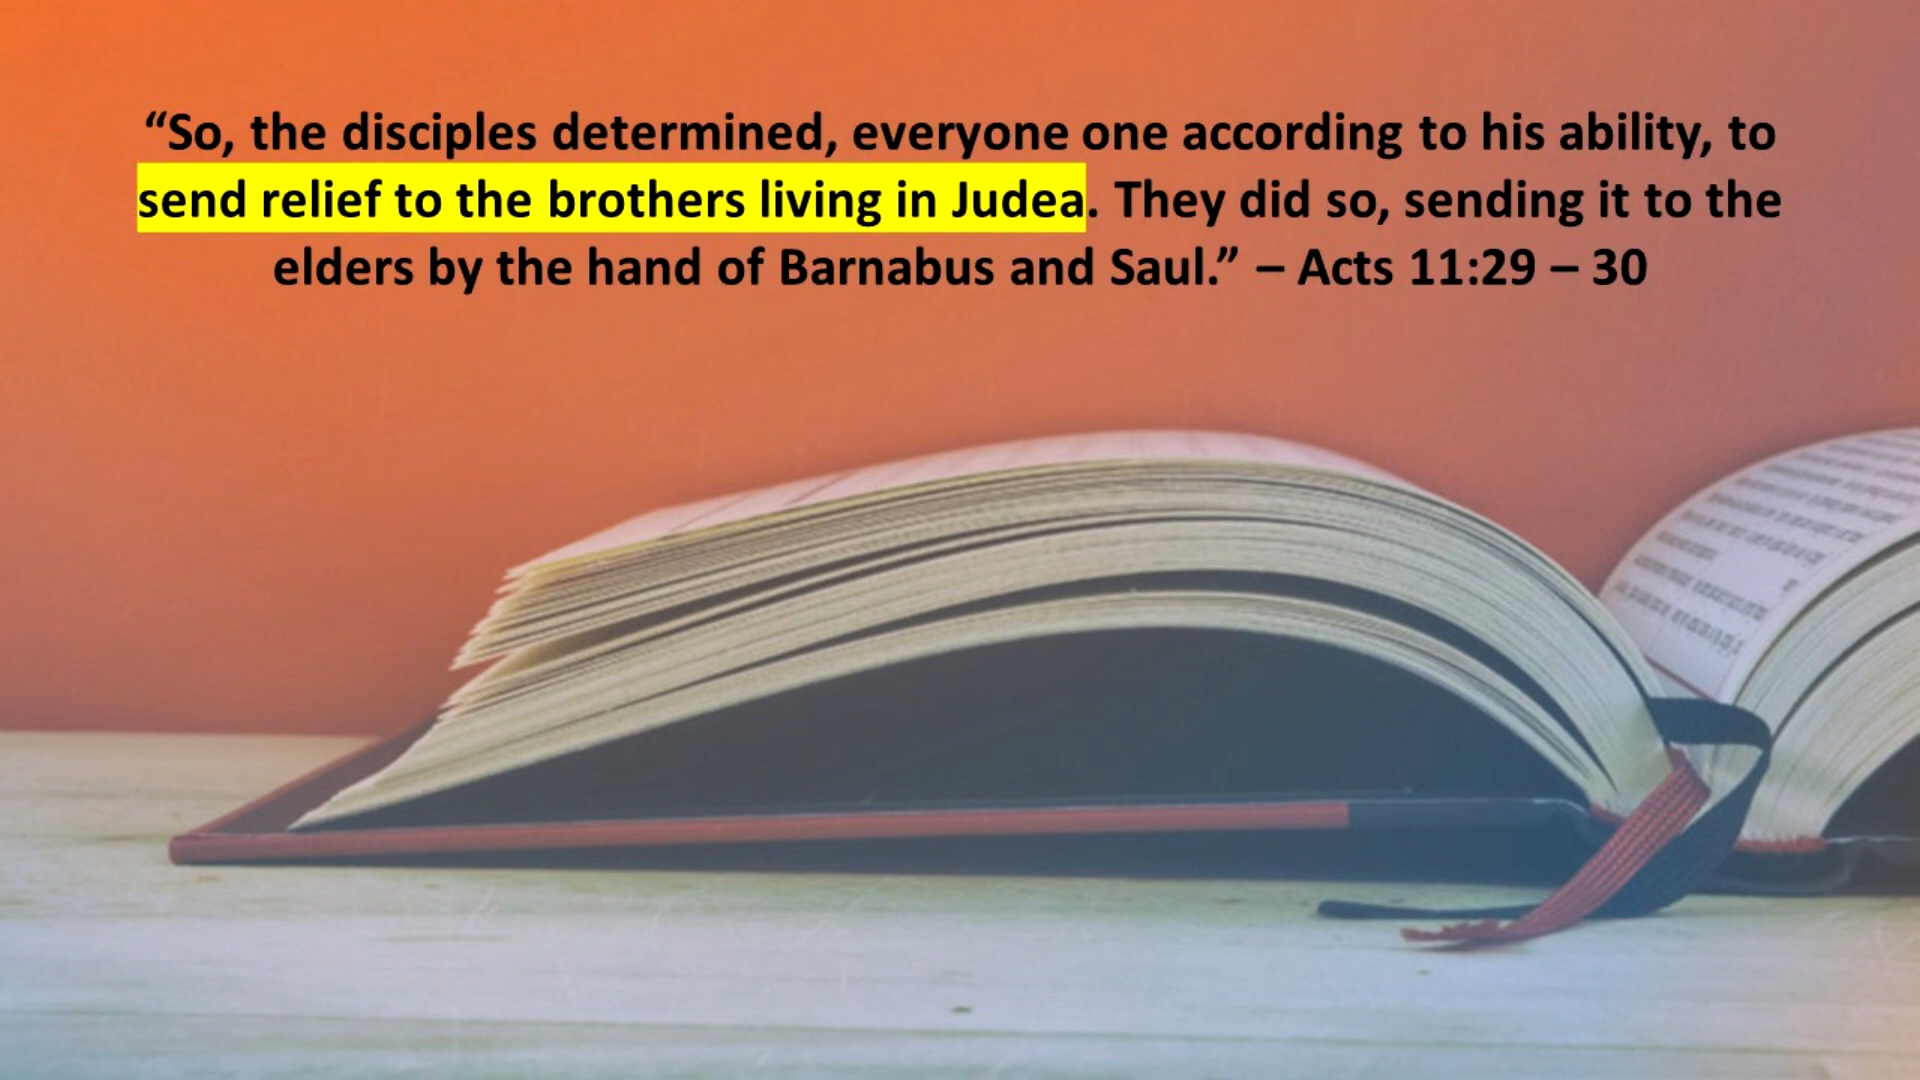 “So, the disciples determined, everyone one according to his ability, to
send relief to the brothers living in Judea. They did so, sending it to the
elders by the hand of Barnabus and Saul.” – Acts 11:29 – 30